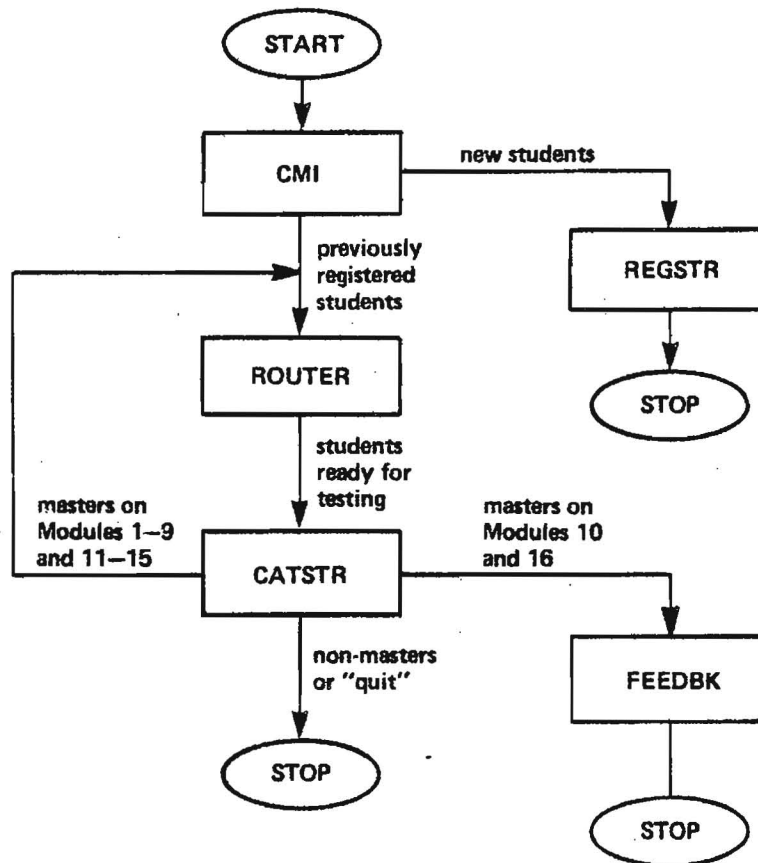 START
CMI
new students
previously
registered
students
REGSTR
ROUTER
STOP
students
ready for
testing
masters on
Modules 1—9
and 11—15
masters on
Modules 10
and 16
CATSTR
non-masters
or "quit"
FEEDBK
STOP
STOP